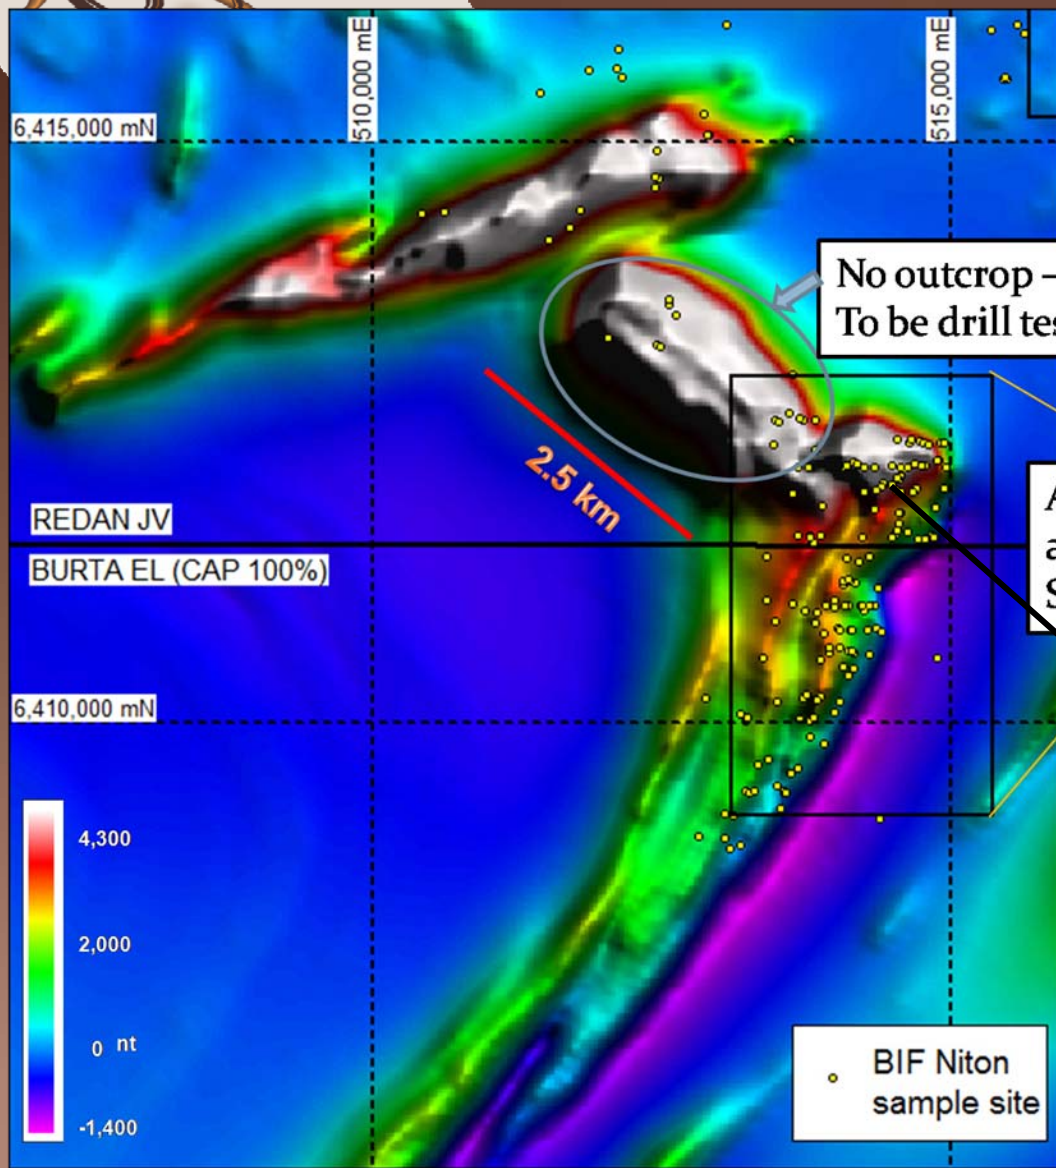 510,000 mE
515,000 mE
6,415,000 mN
No outcrop –
To be drill tes
2.5 km
A
a
S
REDAN JV
BURTA EL (CAP 100%)
6,410,000 mN
4,300
2,000
0 nt
-1,400
BIF Niton
sample site